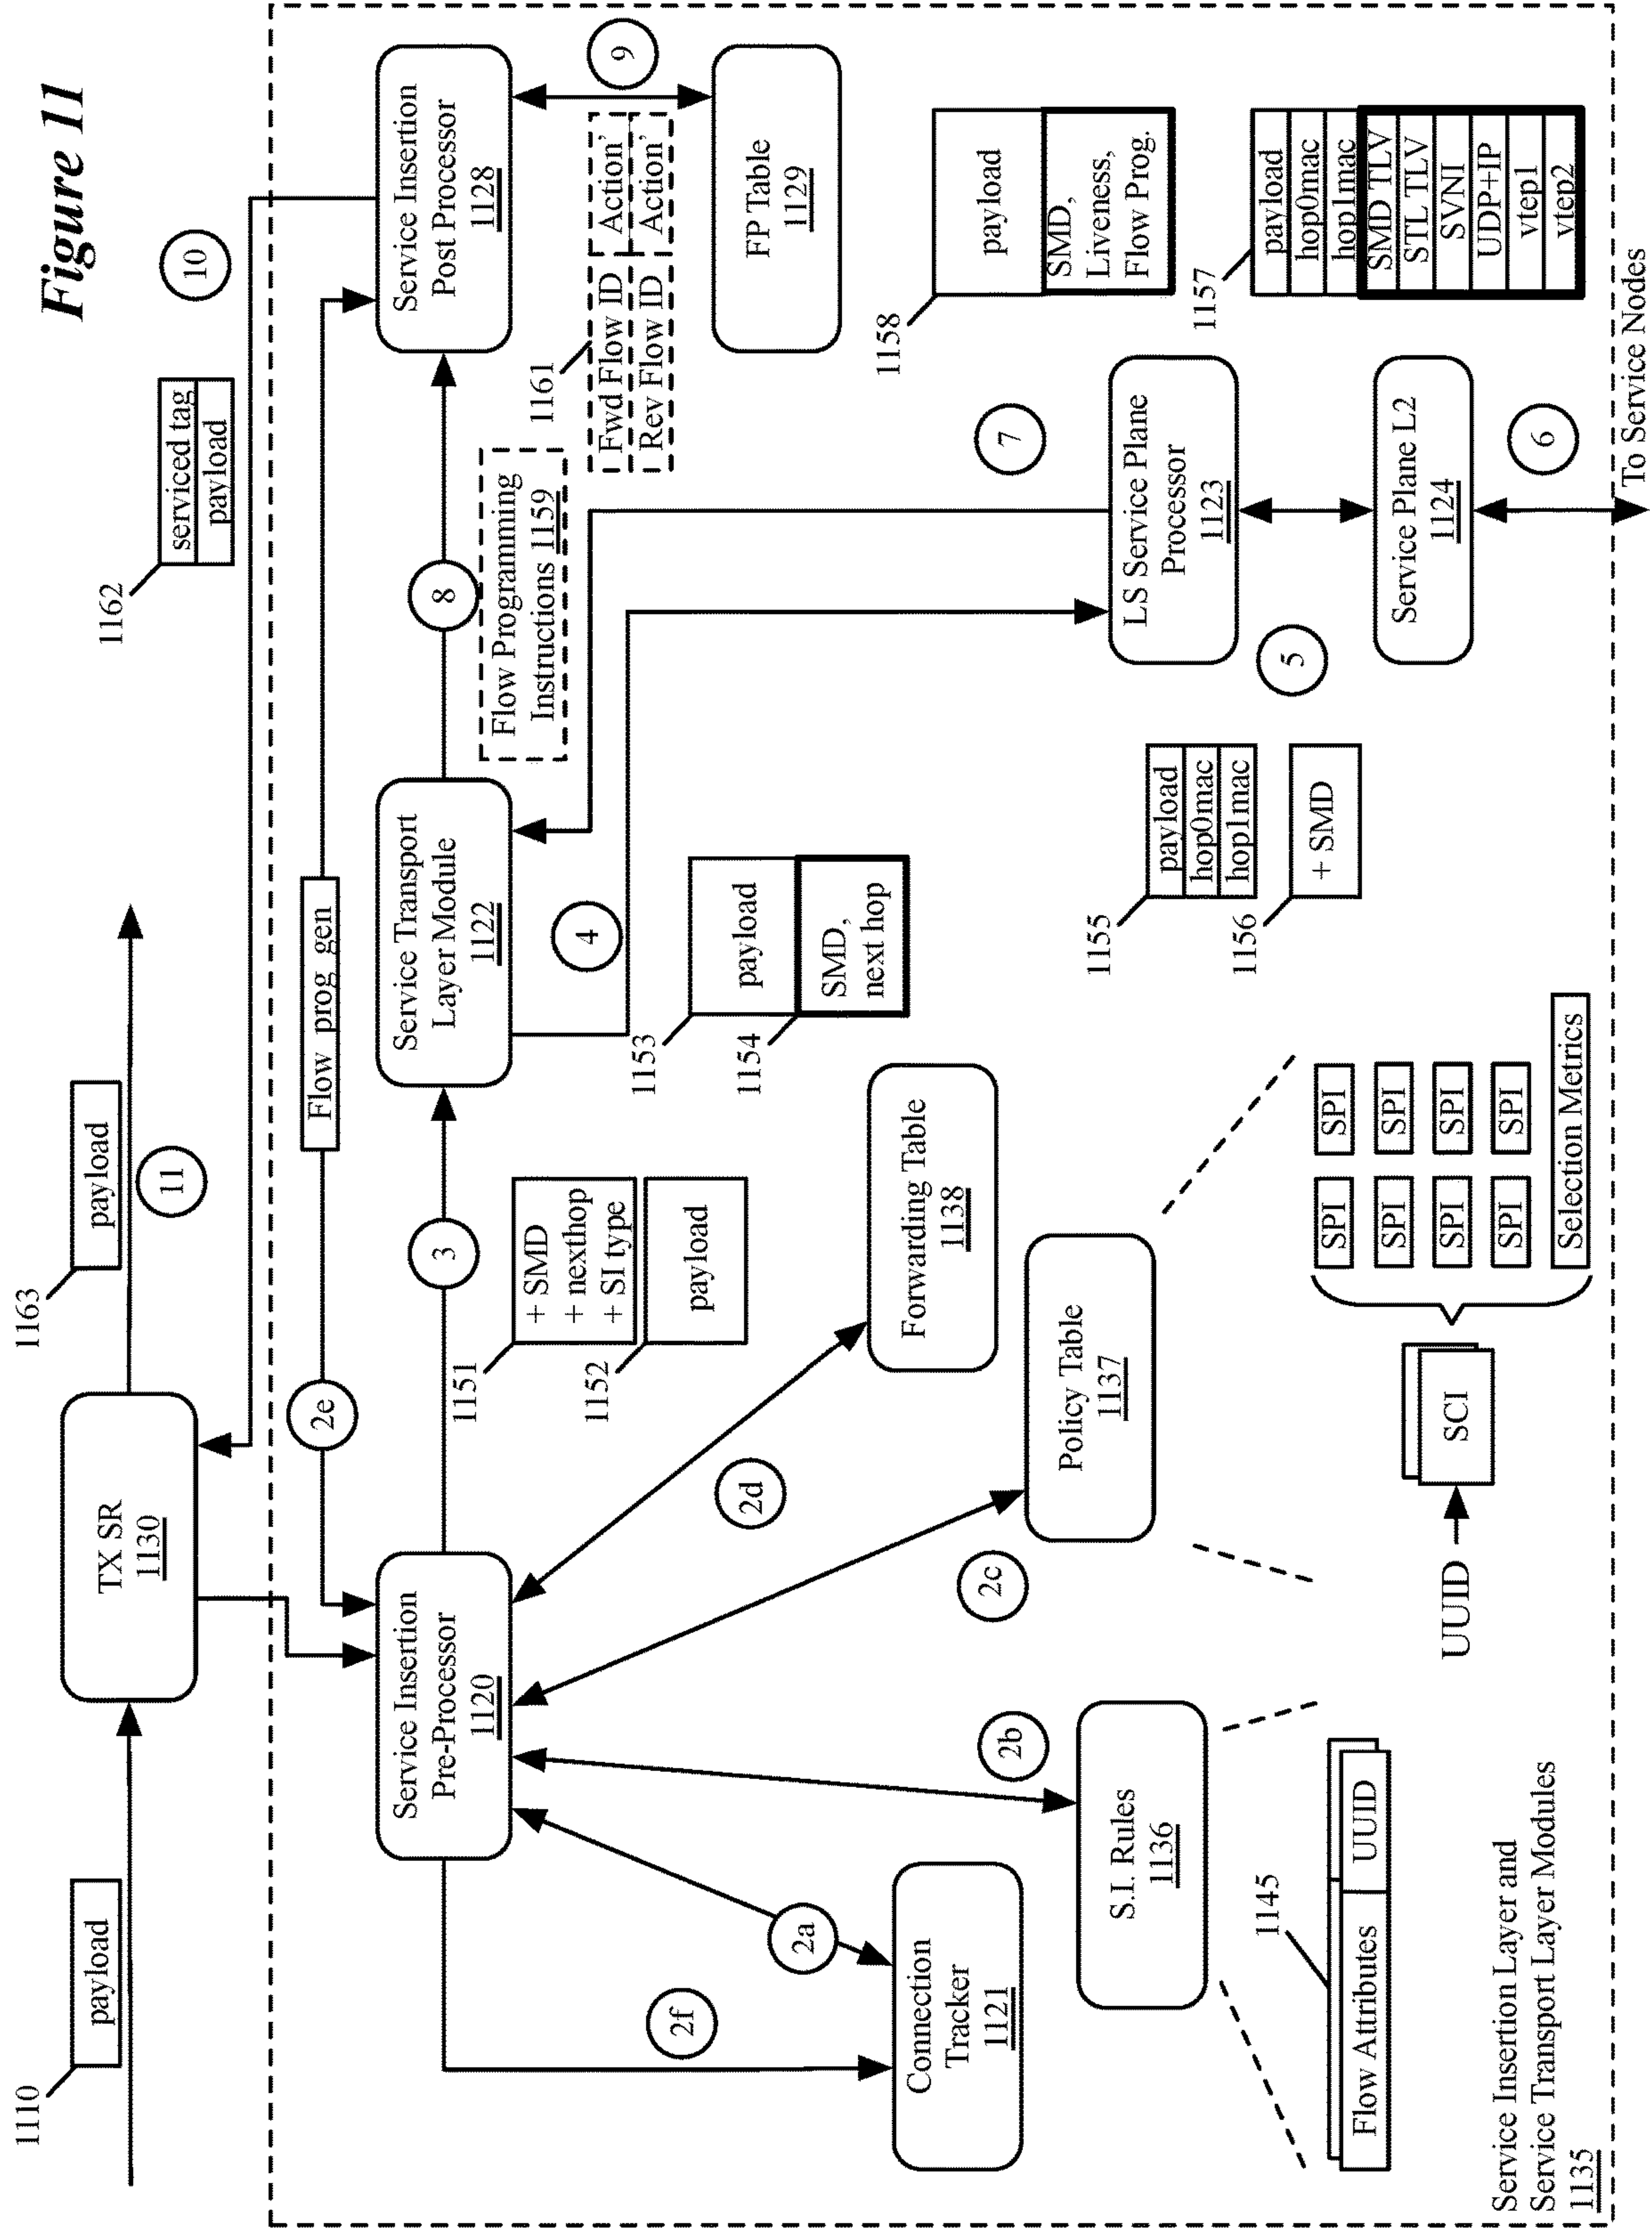 Figure 11
1110
payload
1163
payload
11
1162
serviced tag
payload
10
TX SR
1130
2e
Flow prog gen
Service Insertion
Pre-Processor
1120
3
1151
+ SMD
+ nexthop
+ SI type
1152
payload
Service Transport
Layer Module
1122
8
Flow Programming
Instructions 1159
Service Insertion
Post Processor
1128
9
1161
Fwd Flow ID
Action'
Rev Flow ID
Action'
FP Table
1129
4
1153
payload
1154
SMD,
next hop
7
1158
payload
SMD,
Liveness,
Flow Prog.
2f
2a
2b
2c
2d
Connection
Tracker
1121
S.I. Rules
1136
Policy Table
1137
Forwarding Table
1138
LS Service Plane
Processor
1123
5
1155
payload
hop0mac
hop1mac
1156
+ SMD
Service Plane L2
1124
6
1157
payload
hop0mac
hop1mac
SMD TLV
STL TLV
SVNI
UDP+IP
vtep1
vtep2
To Service Nodes
1145
Flow Attributes
UUID
UUID
SCI
SPI
SPI
SPI
SPI
SPI
SPI
SPI
SPI
Selection Metrics
Service Insertion Layer and
Service Transport Layer Modules
1135